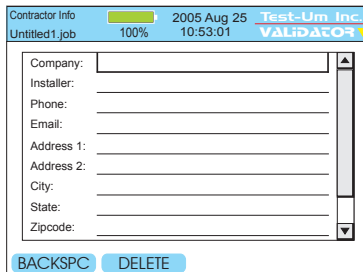 Contractor Info 2005 Aug 25 Test-Um Inc.
Untitled1.job 100% 10:53:01 VALIDATOR
Company:
Installer:
Phone:
Email:
Address 1:
Address 2:
City:
State:
Zipcode:
BACKSPC DELETE